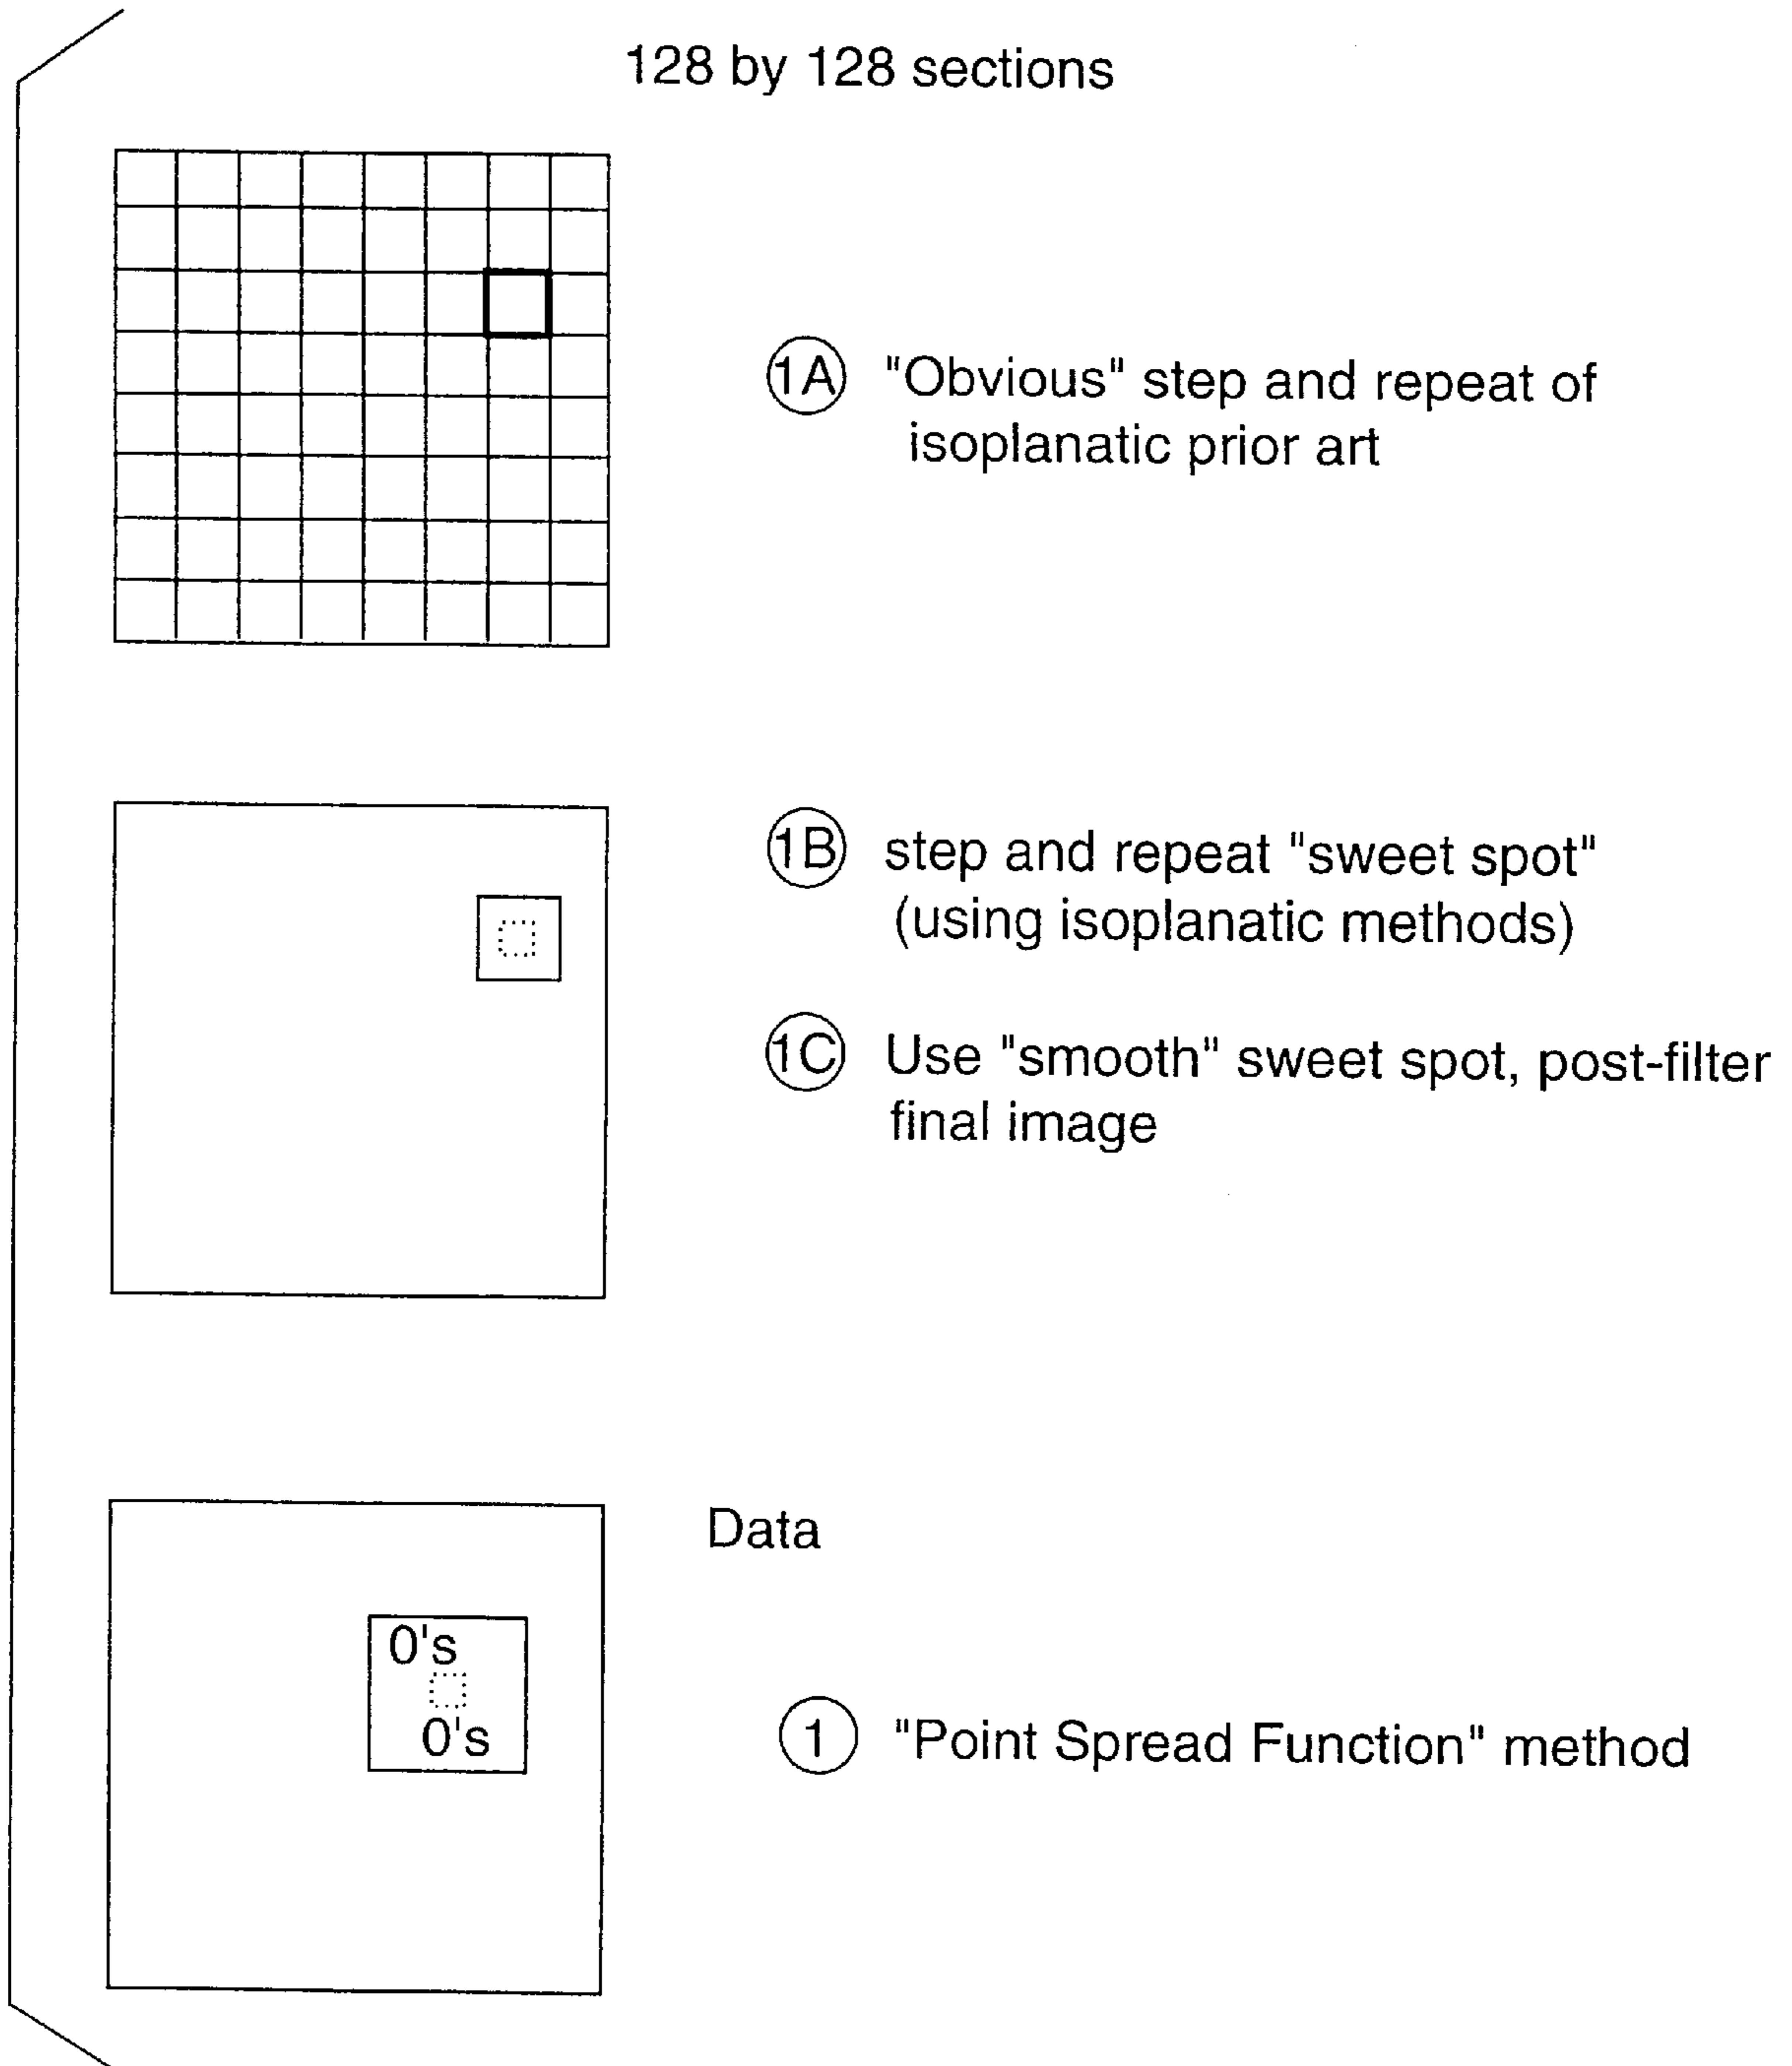 128 by 128 sections
1A "Obvious" step and repeat of
isoplanatic prior art
1B step and repeat "sweet spot"
(using isoplanatic methods)
1C Use "smooth" sweet spot, post-filter
final image
Data
0's
0's
1 "Point Spread Function" method